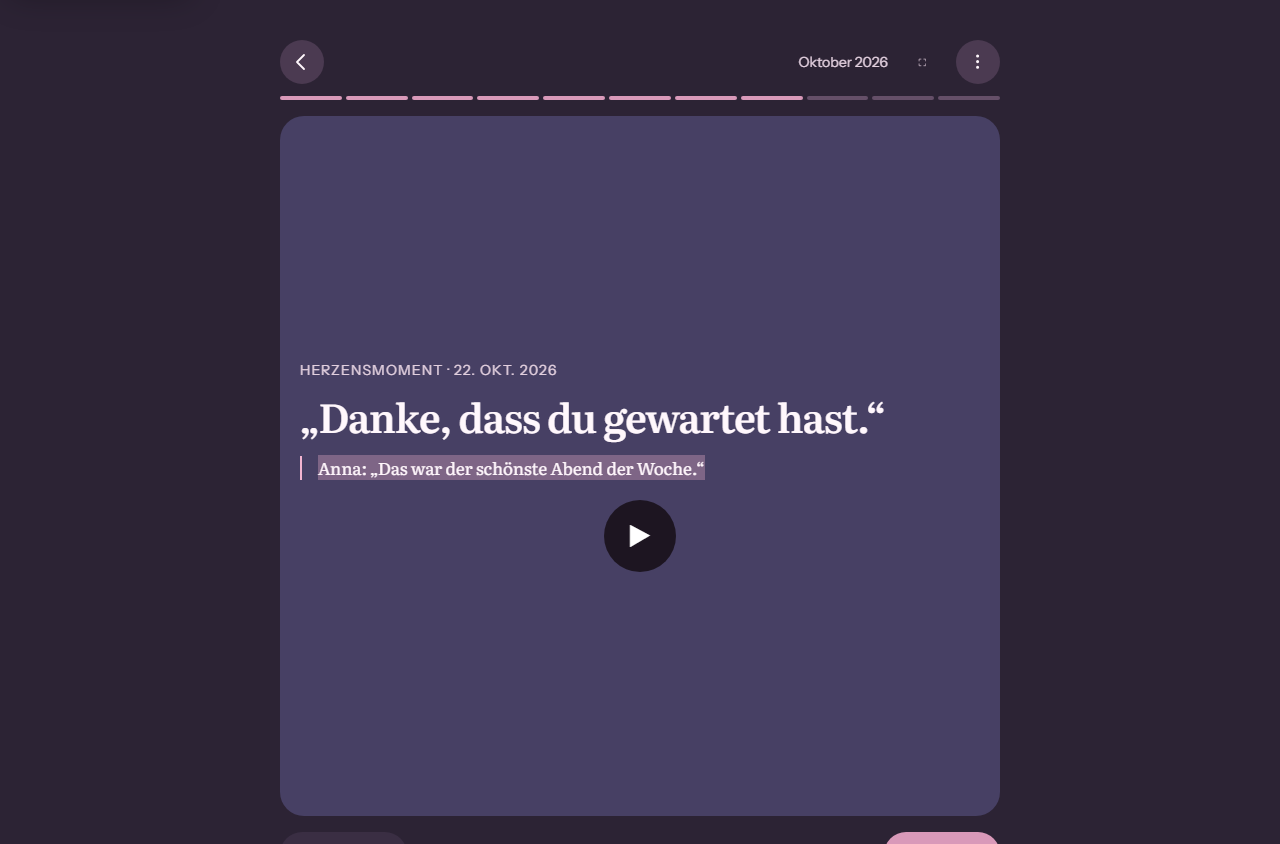 Oktober 2026
HERZENSMOMENT · 22. OKT. 2026
„Danke, dass du gewartet hast.“
Anna: „Das war der schönste Abend der Woche.“